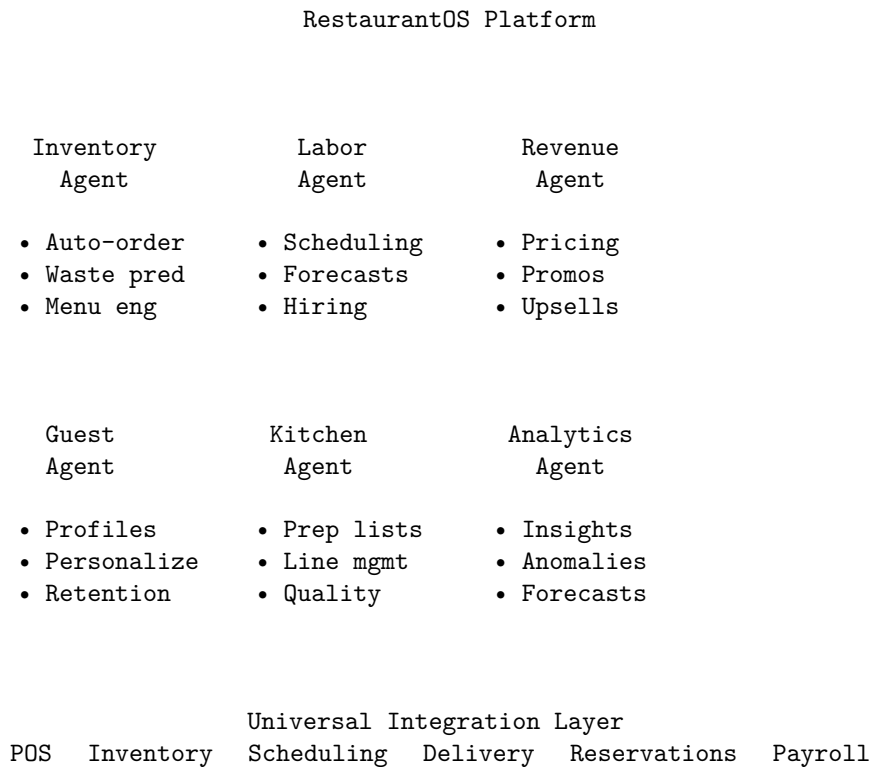 RestaurantOS Platform
Inventory Labor Revenue
Agent Agent Agent
• Auto-order • Scheduling • Pricing
• Waste pred • Forecasts • Promos
• Menu eng • Hiring • Upsells
Guest Kitchen Analytics
Agent Agent Agent
• Profiles • Prep lists • Insights
• Personalize • Line mgmt • Anomalies
• Retention • Quality • Forecasts
Universal Integration Layer
POS Inventory Scheduling Delivery Reservations Payroll